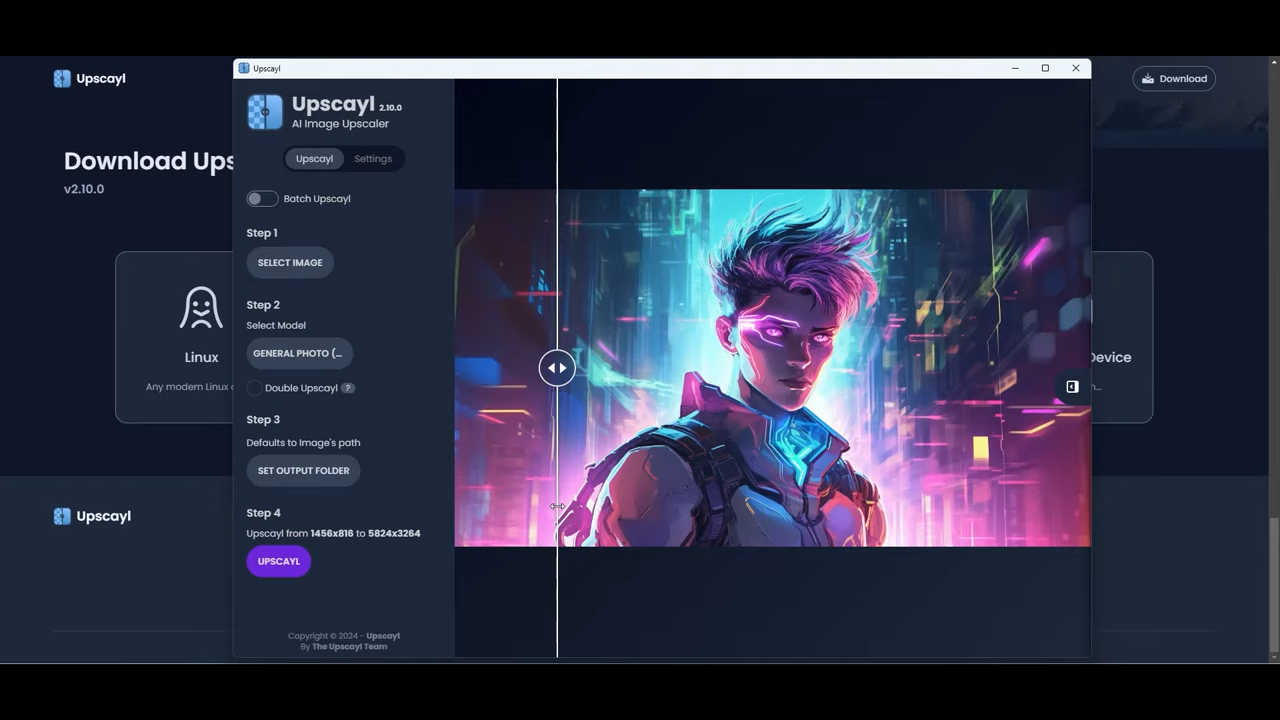 Upscayl
Download
Download Ups
v2.10.0
Linux
Any modern Linux
Device
Upscayl
Upscayl
Upscayl 2.10.0
AI Image Upscaler
Upscayl Settings
Batch Upscayl
Step 1
SELECT IMAGE
Step 2
Select Model
GENERAL PHOTO (...
Double Upscayl ?
Step 3
Defaults to Image's path
SET OUTPUT FOLDER
Step 4
Upscayl from 1456x816 to 5824x3264
UPSCAYL
Copyright © 2024 - Upscayl
By The Upscayl Team